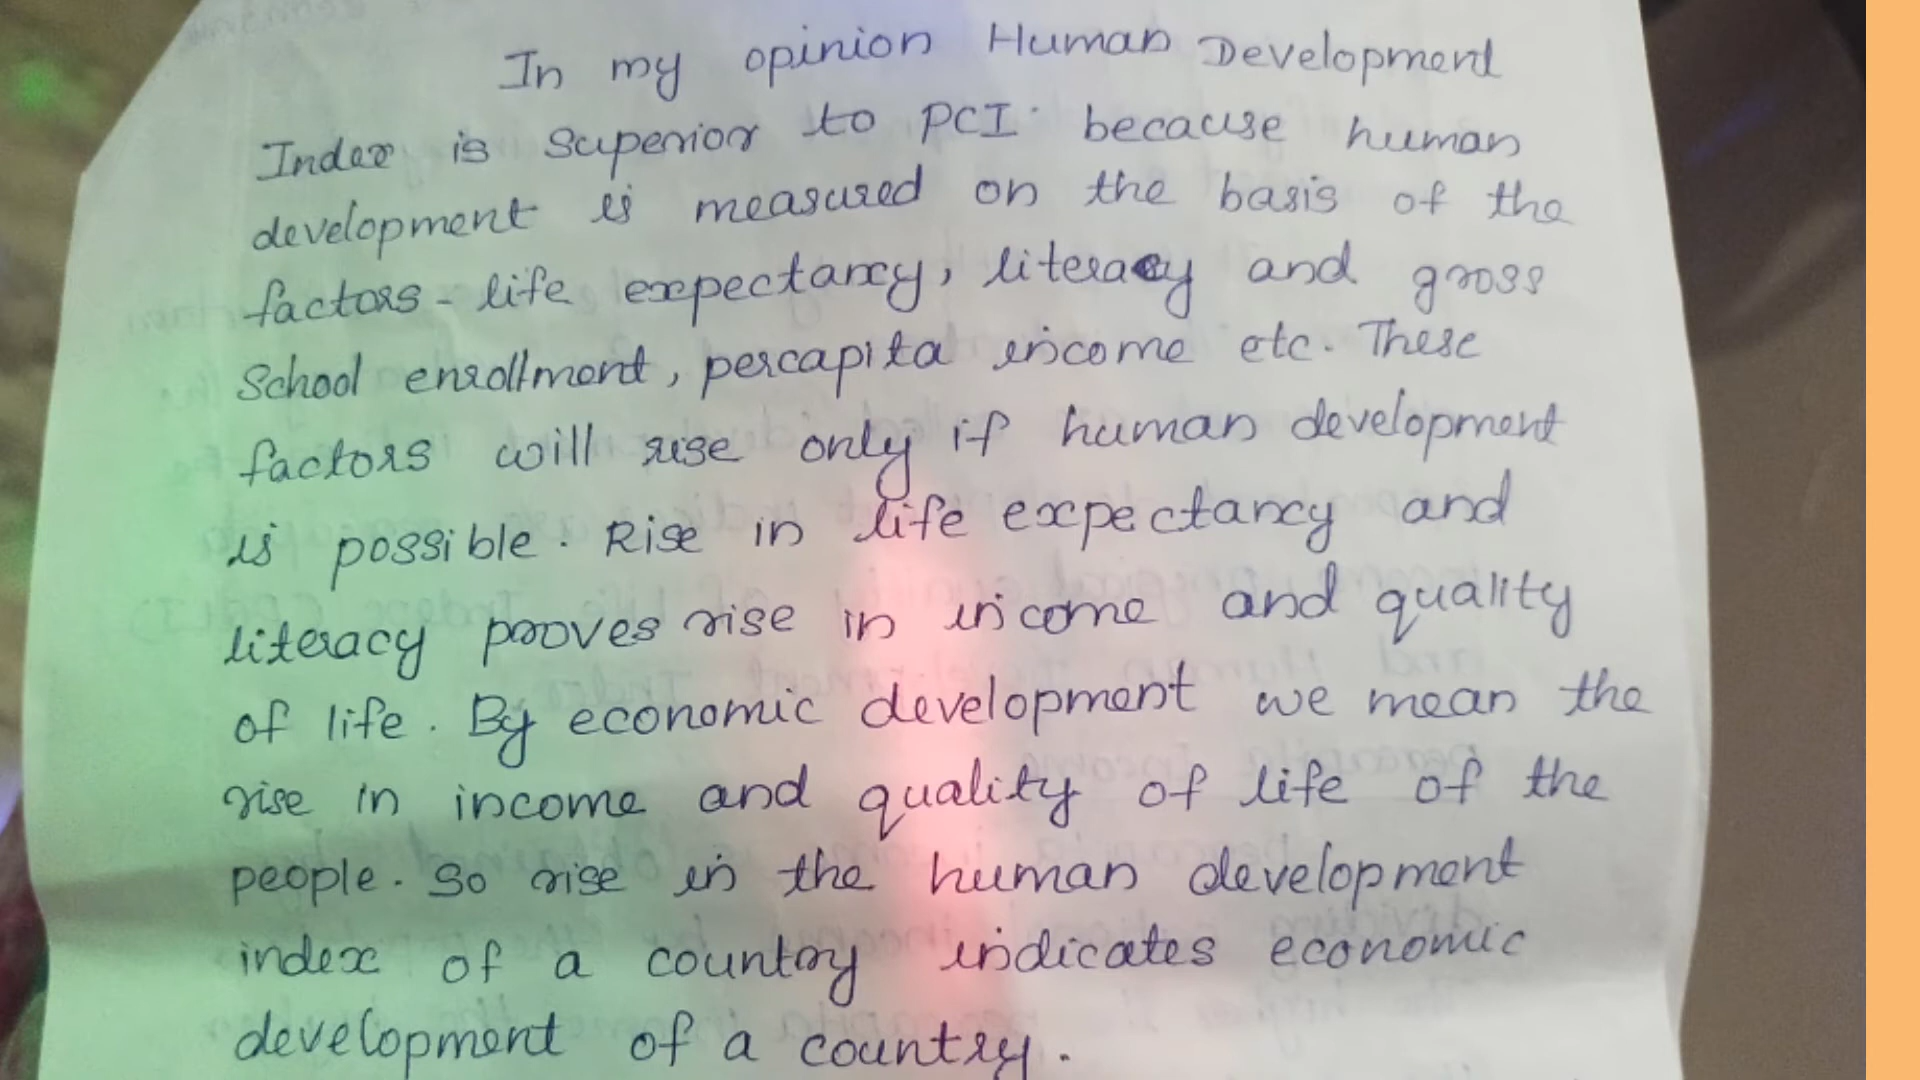 In my opinion Human Development
Index is superior to PCI. because human
development is measured on the basis of the
factors - life expectancy, literacy and gross
School enrollment, percapita income etc. These
factors will rise only if human development
is possible. Rise in life expectancy and
literacy proves rise in income and quality
of life. By economic development we mean the
rise in income and quality of life of the
people. So rise in the human development
index of a country indicates economic
development of a country.